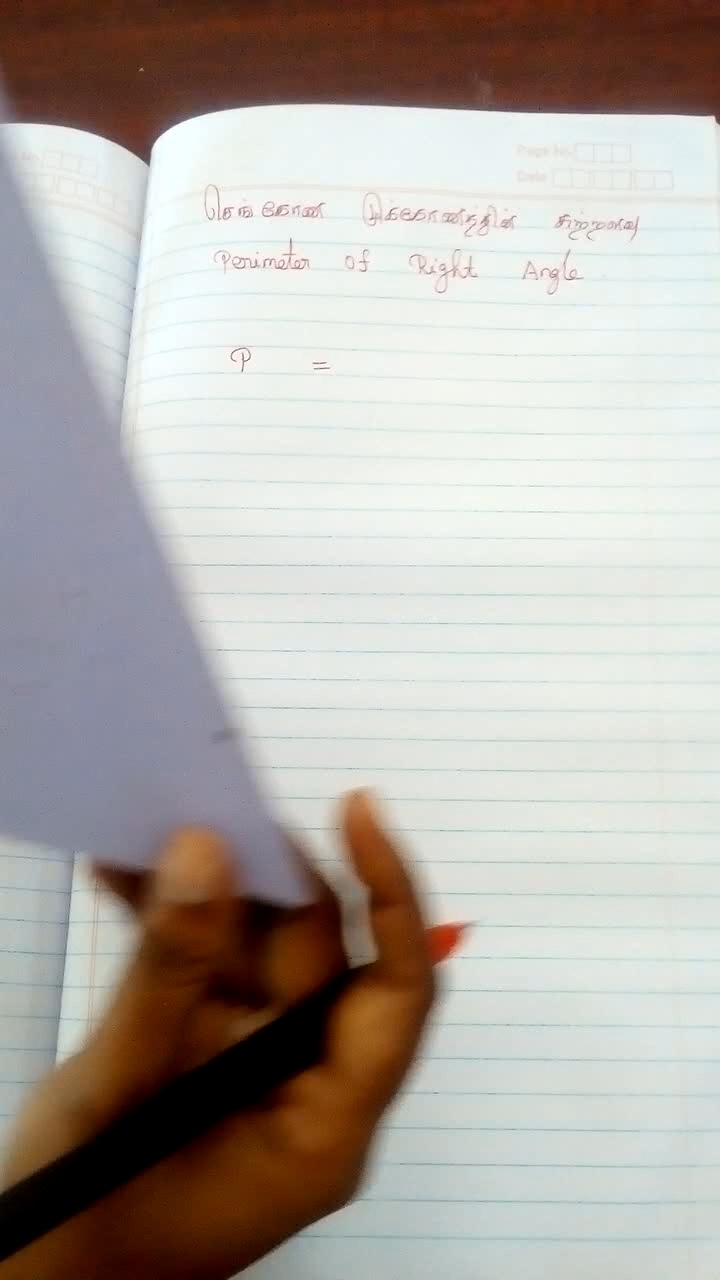 Page No.
Date
செங்கோண முக்கோணத்தின் சுற்றளவு
Perimeter of Right Angle
P =